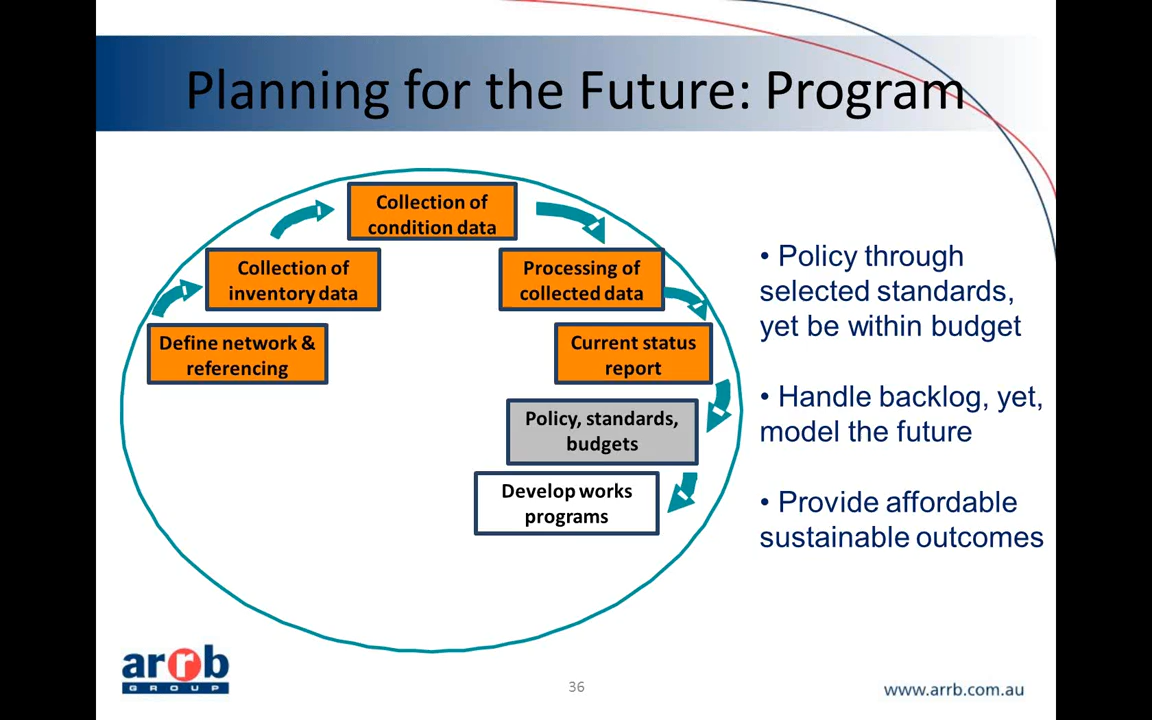 Planning for the Future: Program
Collection of
condition data
Collection of
inventory data
Define network &
referencing
Processing of
collected data
Current status
report
Policy, standards,
budgets
Develop works
programs
• Policy through
selected standards,
yet be within budget
• Handle backlog, yet,
model the future
• Provide affordable
sustainable outcomes
arrb
GROUP
36
www.arrb.com.au